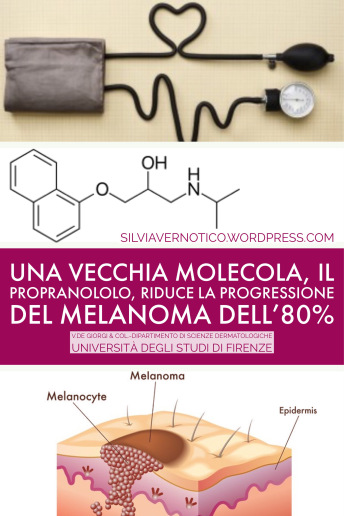 OH
O
N
H
SILVIAVERNOTICO.WORDPRESS.COM
UNA VECCHIA MOLECOLA, IL
PROPRANOLOLO, RIDUCE LA PROGRESSIONE
DEL MELANOMA DELL'80%
V.DE GIORGI & COL.-DIPARTIMENTO DI SCIENZE DERMATOLOGICHE
UNIVERSITÀ DEGLI STUDI DI FIRENZE
Melanoma
Melanocyte
Epidermis